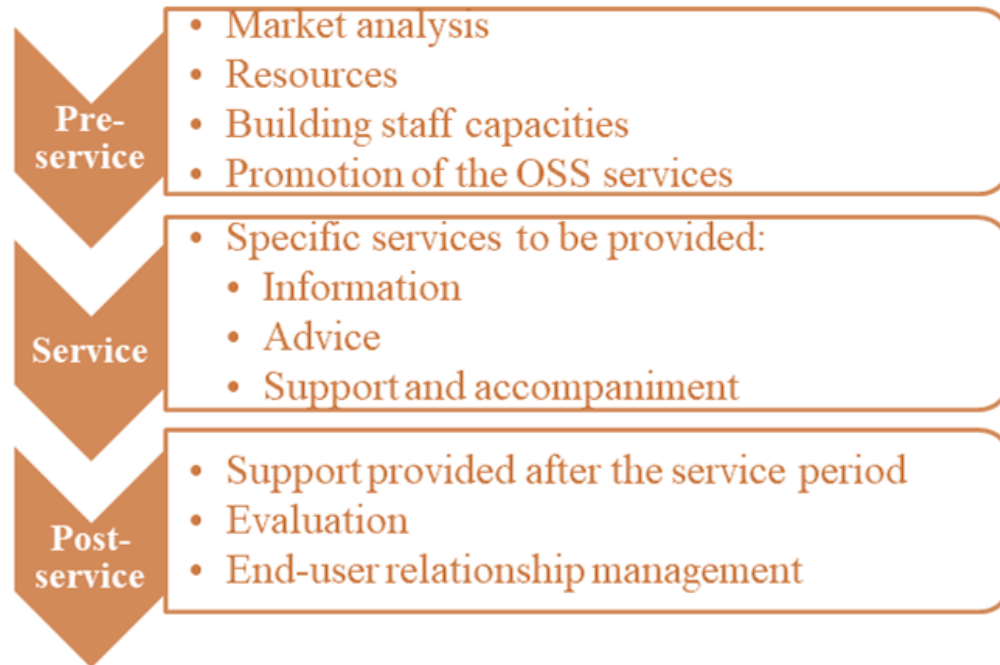 Pre-
service
• Market analysis
• Resources
• Building staff capacities
• Promotion of the OSS services
Service
• Specific services to be provided:
• Information
• Advice
• Support and accompaniment
Post-
service
• Support provided after the service period
• Evaluation
• End-user relationship management